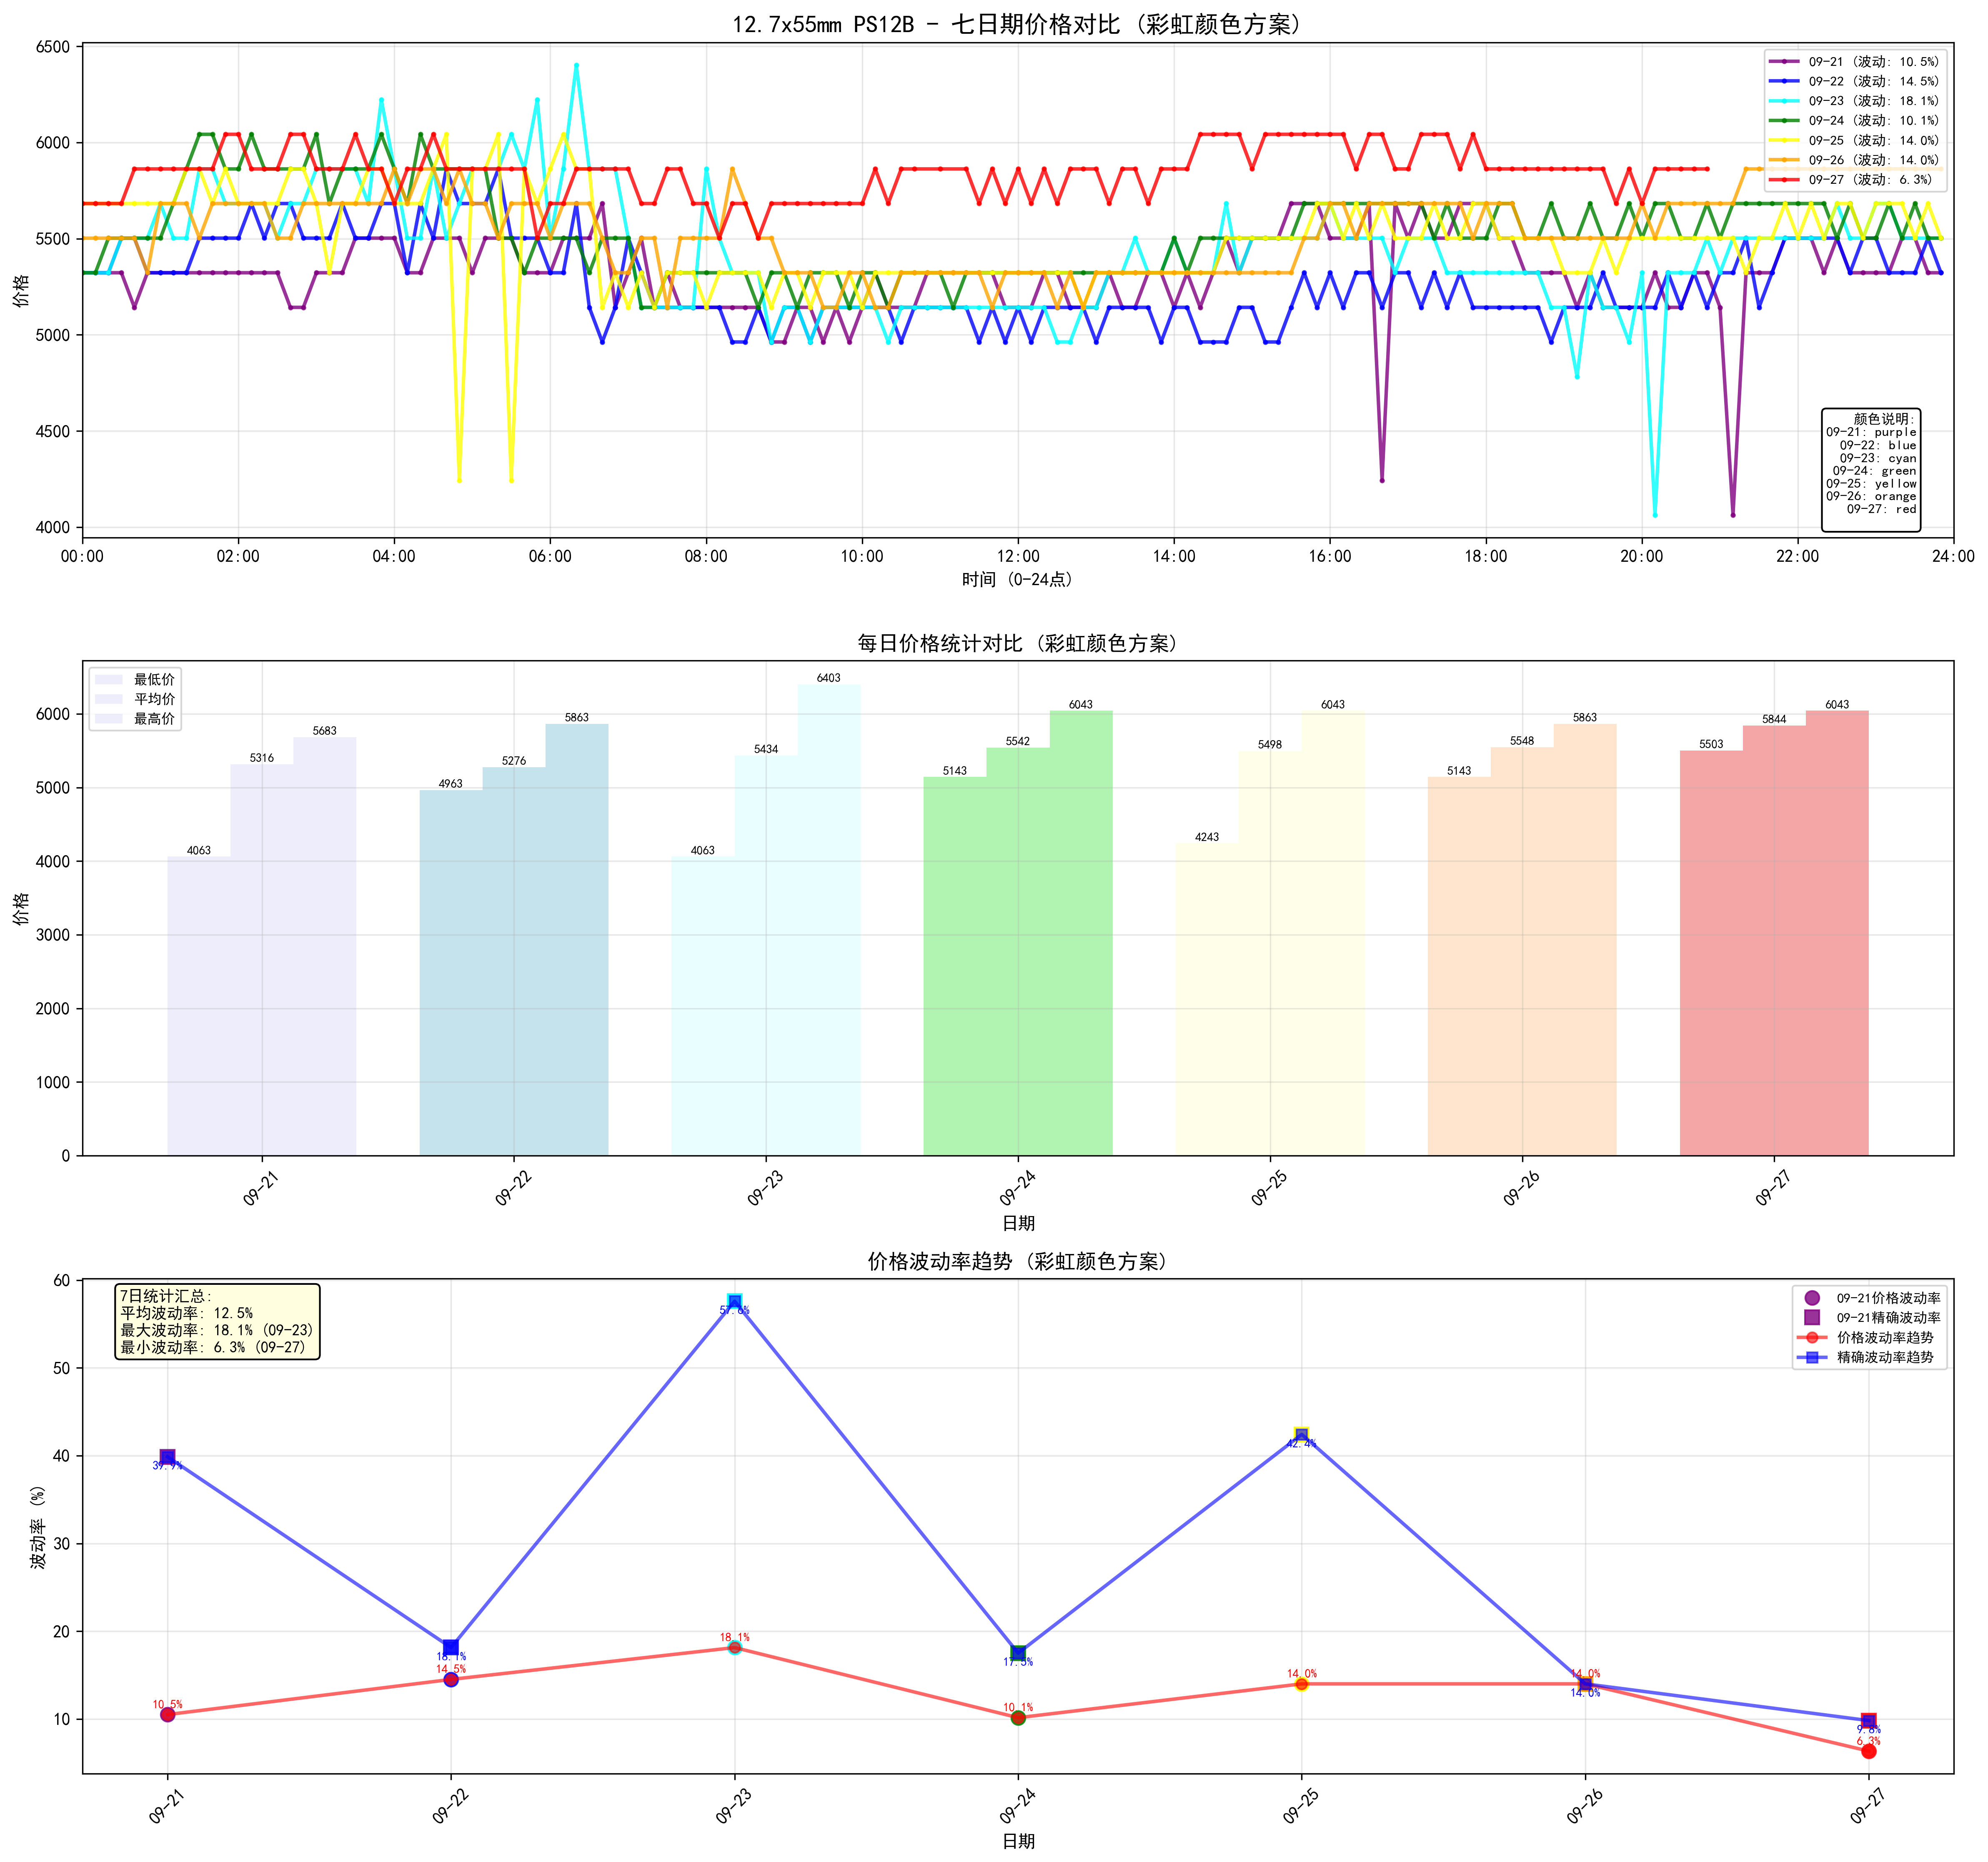 12.7x55mm PS12B - 七日期价格对比 (彩虹颜色方案)
6500
6000
5500
5000
4500
4000
价格
09-21 (波动: 10.5%)
09-22 (波动: 14.5%)
09-23 (波动: 18.1%)
09-24 (波动: 10.1%)
09-25 (波动: 14.0%)
09-26 (波动: 14.0%)
09-27 (波动: 6.3%)
颜色说明:
09-21: purple
09-22: blue
09-23: cyan
09-24: green
09-25: yellow
09-26: orange
09-27: red
00:00 02:00 04:00 06:00 08:00 10:00 12:00 14:00 16:00 18:00 20:00 22:00 24:00
时间 (0-24点)
每日价格统计对比 (彩虹颜色方案)
最低价
平均价
最高价
6000
5000
4000
3000
2000
1000
0
价格
4063 5316 5683
4963 5276 5863
4063 5434 6403
5143 5542 6043
4243 5498 6043
5143 5548 5863
5503 5844 6043
09-21 09-22 09-23 09-24 09-25 09-26 09-27
日期
价格波动率趋势 (彩虹颜色方案)
7日统计汇总:
平均波动率: 12.5%
最大波动率: 18.1% (09-23)
最小波动率: 6.3% (09-27)
09-21价格波动率
09-21精确波动率
价格波动率趋势
精确波动率趋势
60
50
40
30
20
10
波动率 (%)
39.9% 18.1% 57.6% 17.5% 42.4% 14.0% 9.8%
10.5% 14.5% 18.1% 10.1% 14.0% 14.0% 6.3%
09-21 09-22 09-23 09-24 09-25 09-26 09-27
日期